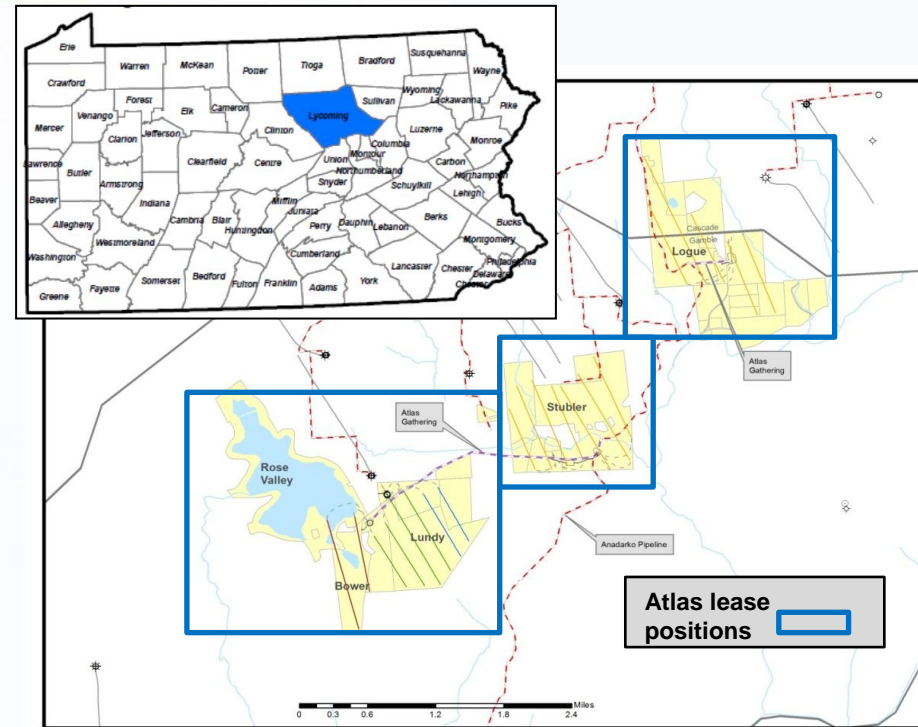 Erie
Warren
McKean
Potter
Tioga
Bradford
Susquehanna
Wayne
Crawford
Forest
Elk
Cameron
Lycoming
Sullivan
Wyoming
Lackawanna
Pike
Mercer
Venango
Clarion
Jefferson
Clinton
Columbia
Luzerne
Monroe
Lawrence
Butler
Armstrong
Clearfield
Centre
Union
Montour
Northumberland
Carbon
Northampton
Beaver
Indiana
Snyder
Schuylkill
Lehigh
Allegheny
Westmoreland
Cambria
Blair
Huntingdon
Mifflin
Juniata
Perry
Dauphin
Lebanon
Berks
Bucks
Montgomery
Washington
Cumberland
Philadelphia
Greene
Fayette
Somerset
Bedford
Fulton
Franklin
Adams
York
Lancaster
Chester
Delaware
Cascade
Gamble
Logue
Atlas
Gathering
Stubler
Atlas
Gathering
Rose
Valley
Lundy
Bower
Anadarko Pipeline
Atlas lease
positions
Miles
0 0.3 0.6 1.2 1.8 2.4